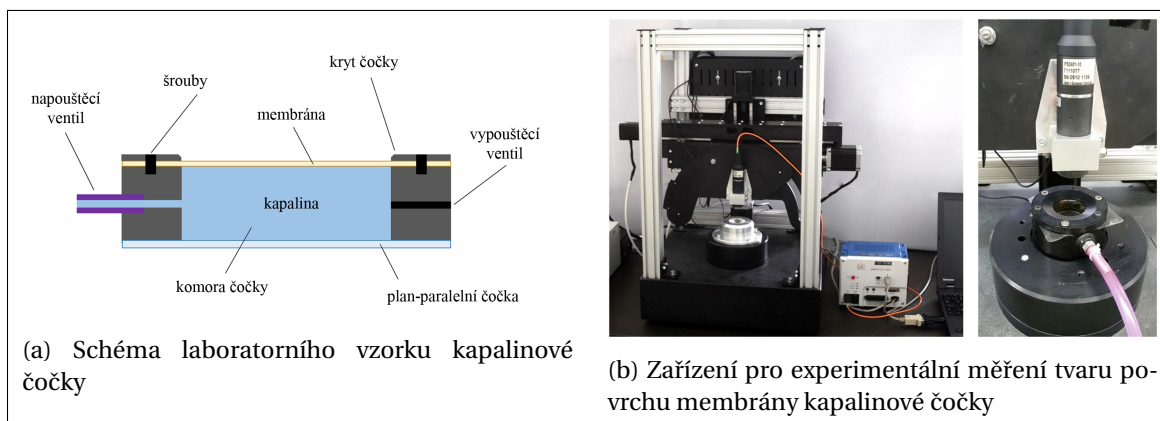 šrouby
kryt čočky
napouštěcí
ventil
membrána
vypouštěcí
ventil
kapalina
komora čočky
plan-paralelní čočka
(a) Schéma laboratorního vzorku kapalinové
čočky
(b) Zařízení pro experimentální měření tvaru po-
vrchu membrány kapalinové čočky